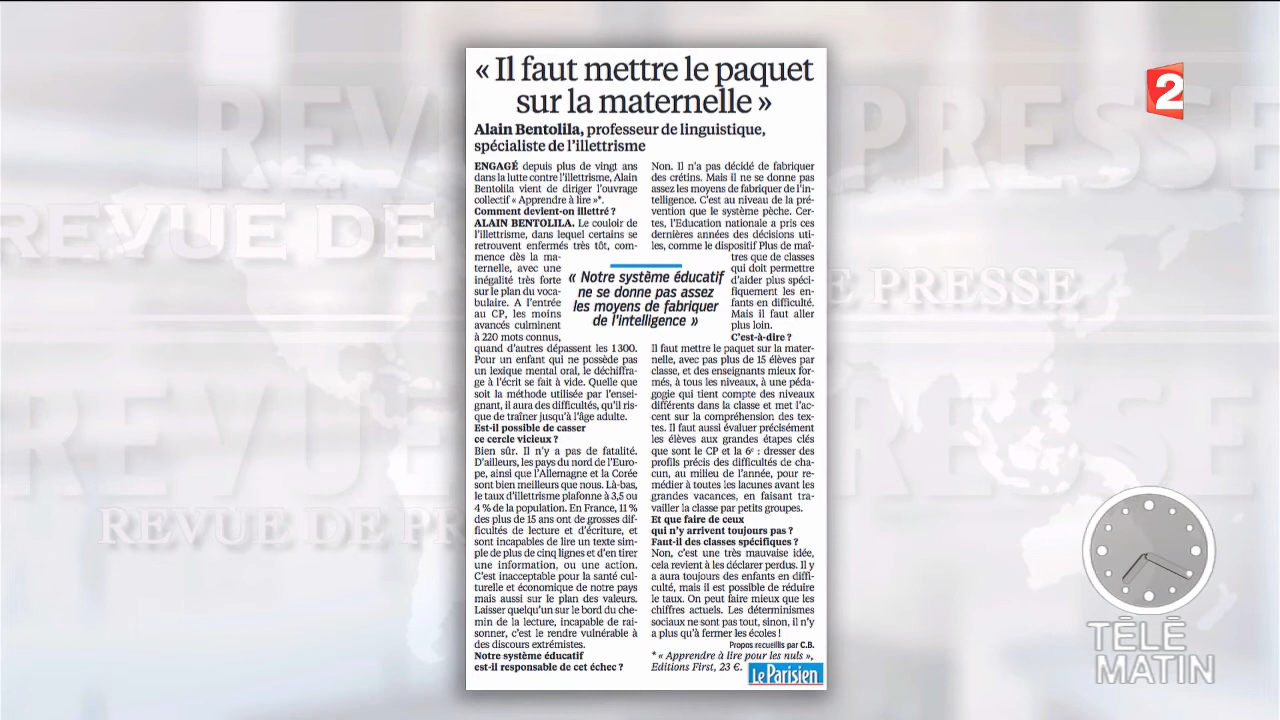 « Il faut mettre le paquet
sur la maternelle »
Alain Bentolila, professeur de linguistique,
spécialiste de l'illettrisme
ENGAGÉ depuis plus de vingt ans
dans la lutte contre l'illettrisme, Alain
Bentolila vient de diriger l'ouvrage
collectif « Apprendre à lire »*.
Comment devient-on illettré ?
ALAIN BENTOLILA. Le couloir de
l'illettrisme, dans lequel certains se
retrouvent enfermés très tôt, com-
mence dès la ma-
ternelle, avec une
inégalité très forte
sur le plan du voca-
bulaire. A l'entrée
au CP, les moins
avancés culminent
à 220 mots connus,
quand d'autres dépassent les 1300.
Pour un enfant qui ne possède pas
un lexique mental oral, le déchiffra-
ge à l'écrit se fait à vide. Quelle que
soit la méthode utilisée par l'ensei-
gnant, il aura des difficultés, qu'il ris-
que de traîner jusqu'à l'âge adulte.
Est-il possible de casser
ce cercle vicieux ?
Bien sûr. Il n'y a pas de fatalité.
D'ailleurs, les pays du nord de l'Euro-
pe, ainsi que l'Allemagne et la Corée
sont bien meilleurs que nous. Là-bas,
le taux d'illettrisme plafonne à 3,5 ou
4 % de la population. En France, 11 %
des plus de 15 ans ont de grosses dif-
ficultés de lecture et d'écriture, et
sont incapables de lire un texte sim-
ple de plus de cinq lignes et d'en tirer
une information, ou une action.
C'est inacceptable pour la santé cul-
turelle et économique de notre pays
mais aussi sur le plan des valeurs.
Laisser quelqu'un sur le bord du che-
min de la lecture, incapable de rai-
sonner, c'est le rendre vulnérable à
des discours extrémistes.
Notre système éducatif
est-il responsable de cet échec ?
« Notre système éducatif
ne se donne pas assez
les moyens de fabriquer
de l'intelligence »
Non. Il n'a pas décidé de fabriquer
des crétins. Mais il ne se donne pas
assez les moyens de fabriquer de l'in-
telligence. C'est au niveau de la pré-
vention que le système pèche. Cer-
tes, l'Education nationale a pris ces
dernières années des décisions uti-
les, comme le dispositif Plus de maî-
tres que de classes
qui doit permettre
d'aider plus spéci-
fiquement les en-
fants en difficulté.
Mais il faut aller
plus loin.
C'est-à-dire ?
Il faut mettre le paquet sur la mater-
nelle, avec pas plus de 15 élèves par
classe, et des enseignants mieux for-
més, à tous les niveaux, à une péda-
gogie qui tient compte des niveaux
différents dans la classe et met l'ac-
cent sur la compréhension des tex-
tes. Il faut aussi évaluer précisément
les élèves aux grandes étapes clés
que sont le CP et la 6e : dresser des
profils précis des difficultés de cha-
cun, au milieu de l'année, pour re-
médier à toutes les lacunes avant les
grandes vacances, en faisant tra-
vailler la classe par petits groupes.
Et que faire de ceux
qui n'y arrivent toujours pas ?
Faut-il des classes spécifiques ?
Non, c'est une très mauvaise idée,
cela revient à les déclarer perdus. Il y
a aura toujours des enfants en diffi-
culté, mais il est possible de réduire
le taux. On peut faire mieux que les
chiffres actuels. Les déterminismes
sociaux ne sont pas tout, sinon, il n'y
a plus qu'à fermer les écoles !
Propos recueillis par C.B.
* « Apprendre à lire pour les nuls »,
Editions First, 23 €.
Le Parisien
2
TÉLÉ
MATIN
REVUE PRESSE
REVUE DE
E PRESSE
REVUE PRESSE
REVUE DE PRESSE